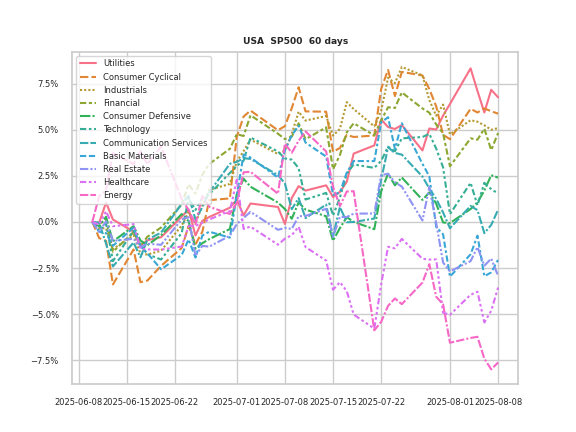 USA SP500 60 days
Utilities
Consumer Cyclical
Industrials
Financial
Consumer Defensive
Technology
Communication Services
Basic Materials
Real Estate
Healthcare
Energy
7.5%
5.0%
2.5%
0.0%
−2.5%
−5.0%
−7.5%
2025-06-08 2025-06-15 2025-06-22 2025-07-01 2025-07-08 2025-07-15 2025-07-22 2025-08-01 2025-08-08